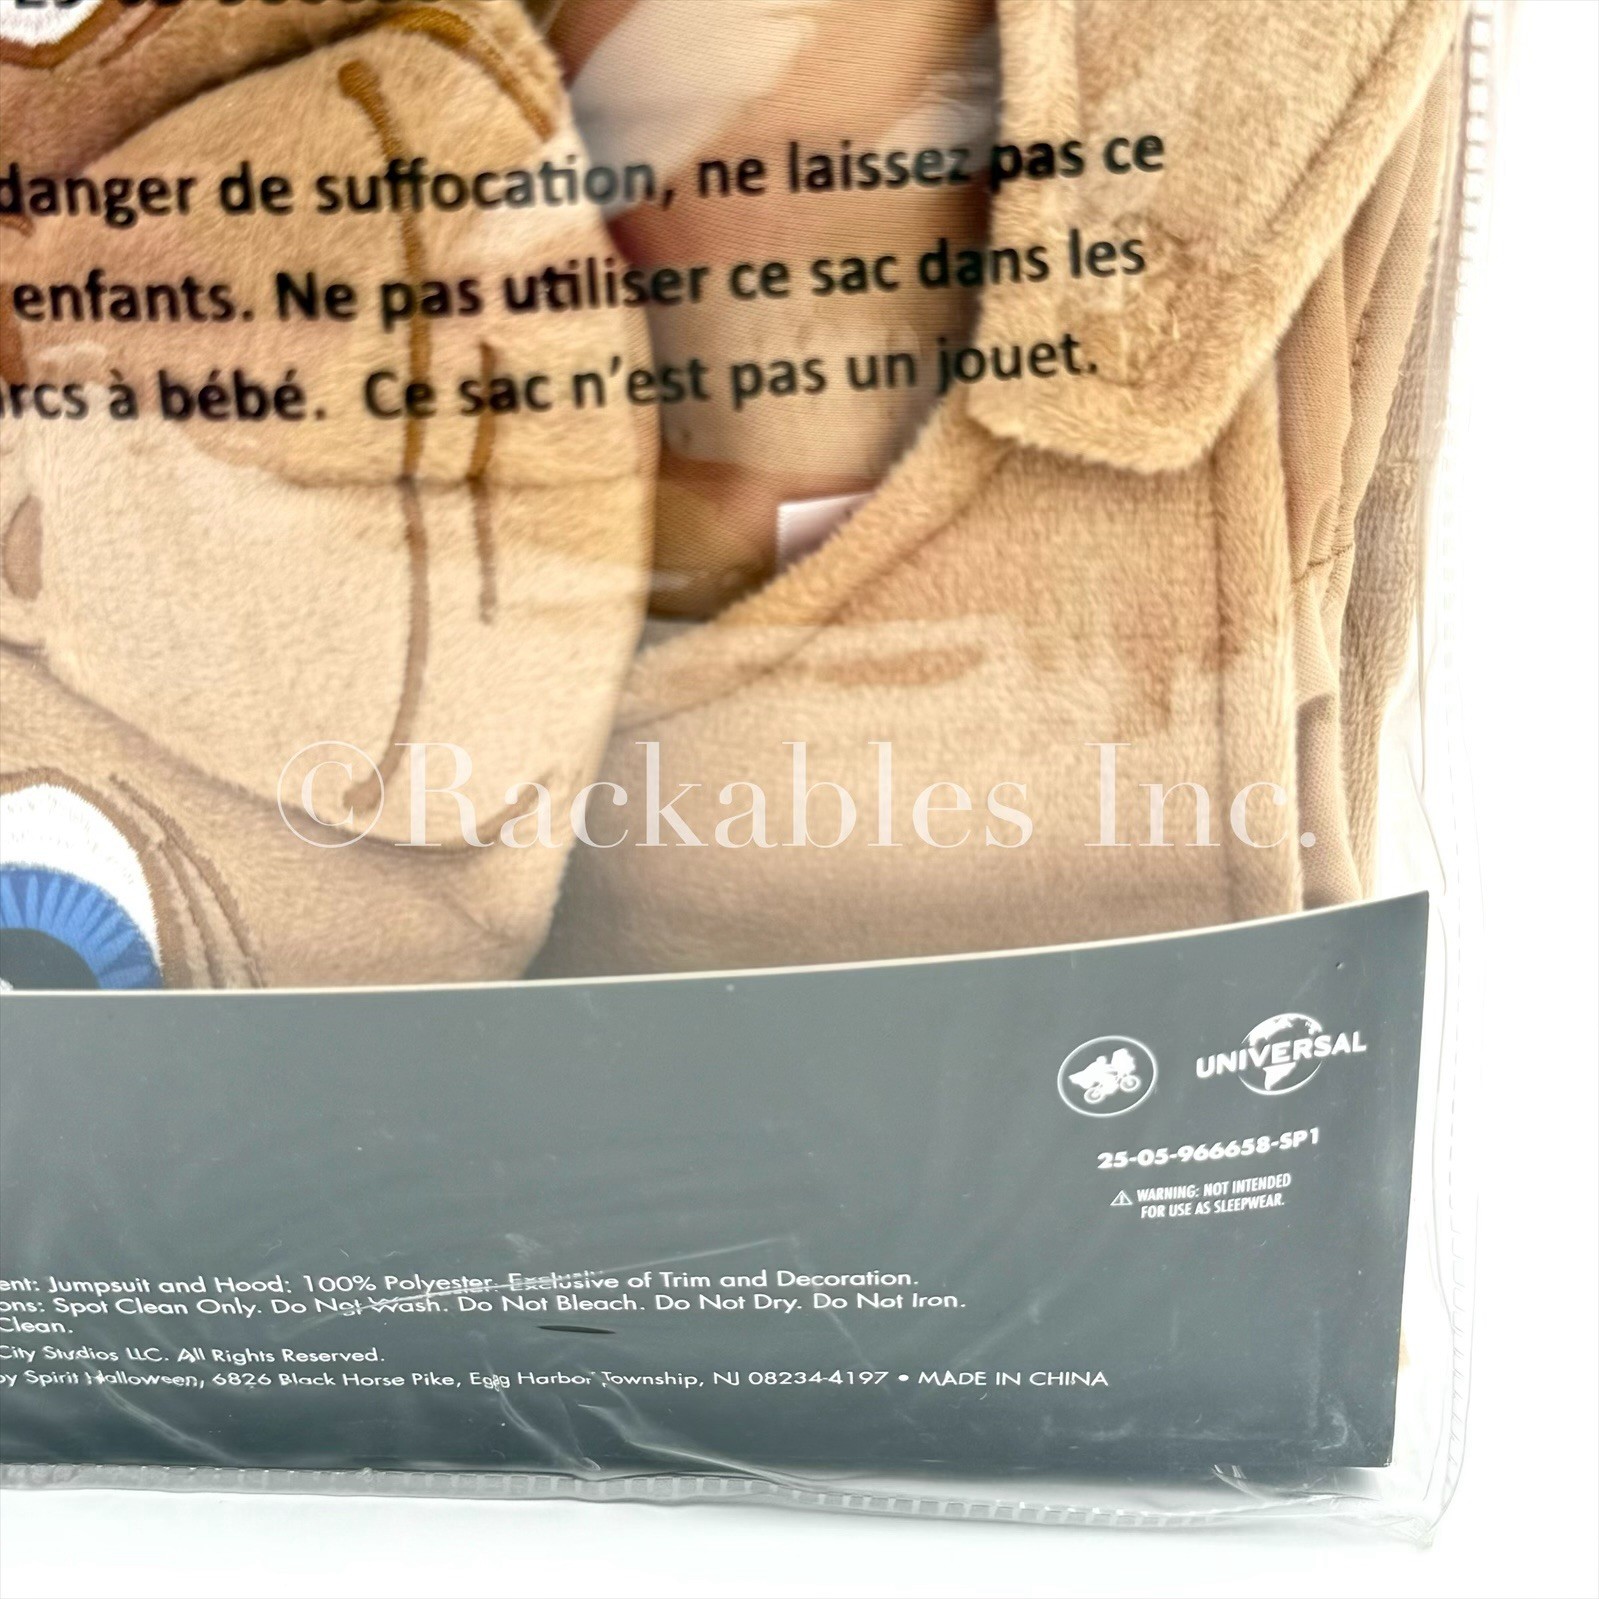 danger de suffocation, ne laissez pas ce
enfants. Ne pas utiliser ce sac dans les
arcs à bébé. Ce sac n’est pas un jouet.
©Rackables Inc.
UNIVERSAL
25-05-966658-SP1
⚠ WARNING: NOT INTENDED
FOR USE AS SLEEPWEAR.
ent: Jumpsuit and Hood: 100% Polyester. Exclusive of Trim and Decoration.
ons: Spot Clean Only. Do Not Wash. Do Not Bleach. Do Not Dry. Do Not Iron.
Clean.
City Studios LLC. All Rights Reserved.
by Spirit Halloween, 6826 Black Horse Pike, Egg Harbor Township, NJ 08234-4197 • MADE IN CHINA